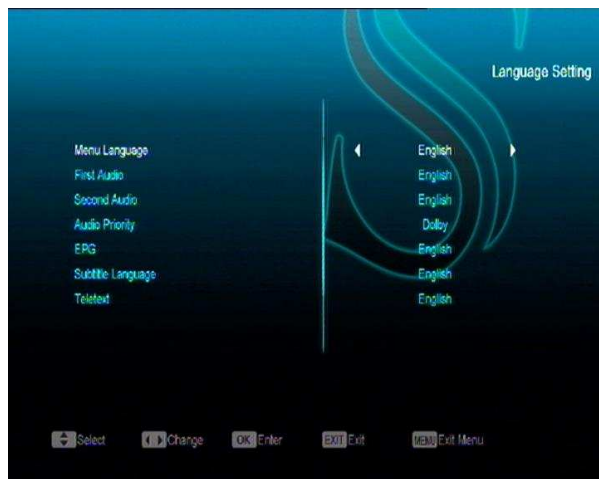 Language Setting
Menu Language English
First Audio English
Second Audio English
Audio Priority Dolby
EPG English
Subtitle Language English
Teletext English
Select Change OK Enter EXIT Exit MENU Exit Menu